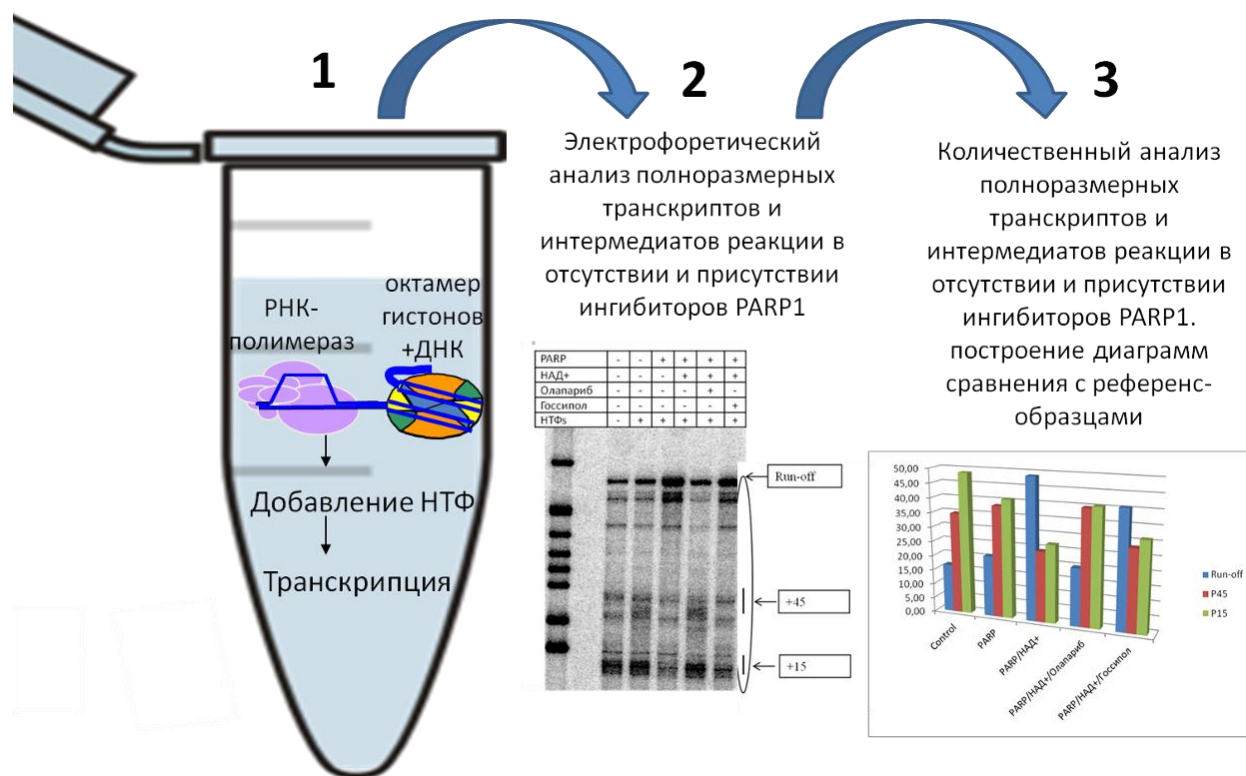 1
РНК-
полимераз
октамер
гистонов
+ДНК
Добавление НТФ
Транскрипция
2
Электрофоретический
анализ полноразмерных
транскриптов и
интермедиатов реакции в
отсутствии и присутствии
ингибиторов PARP1
PARP - - + + + +
НАД+ - - - + + +
Олапариб - - - - + -
Госсипол - - - - - +
НТФs - + + + + +
Run-off
+45
+15
3
Количественный анализ
полноразмерных
транскриптов и
интермедиатов реакции в
отсутствии и присутствии
ингибиторов PARP1.
построение диаграмм
сравнения с референс-
образцами
50,00
45,00
40,00
35,00
30,00
25,00
20,00
15,00
10,00
5,00
0,00
Control
PARP
PARP/НАД+
PARP/НАД+/Олапариб
PARP/НАД+/Госсипол
Run-off
P45
P15